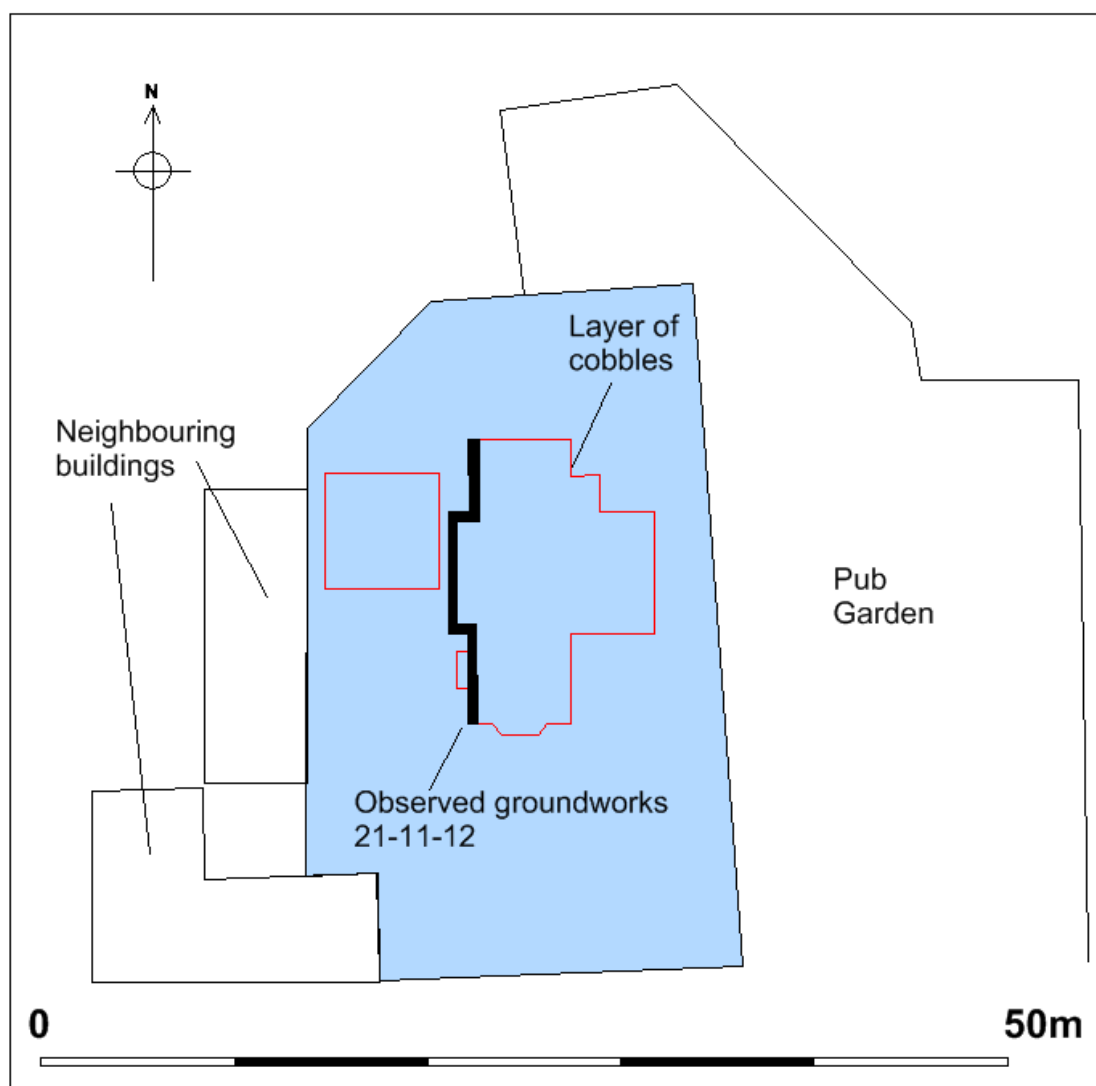 N
Layer of
cobbles
Neighbouring
buildings
Pub
Garden
Observed groundworks
21-11-12
0
50m